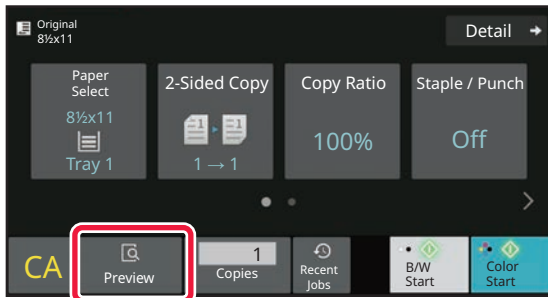 Original
8½x11
Detail
Paper
Select
8½x11
Tray 1
2-Sided Copy
1 → 1
Copy Ratio
100%
Staple / Punch
Off
CA
Preview
1
Copies
Recent
Jobs
B/W
Start
Color
Start